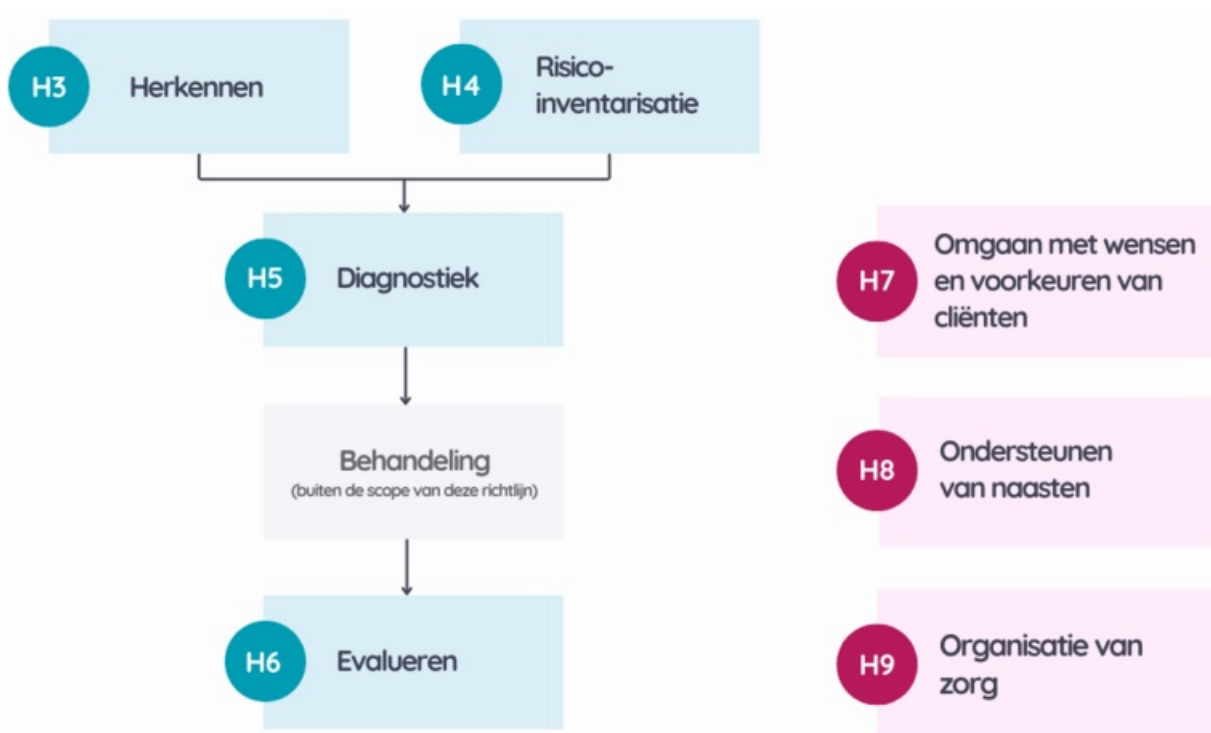 H3
Herkennen
H4
Risico-
inventarisatie
H5
Diagnostiek
Behandeling
(buiten de scope van deze richtlijn)
H6
Evalueren
H7
Omgaan met wensen
en voorkeuren van
cliënten
H8
Ondersteunen
van naasten
H9
Organisatie van
zorg